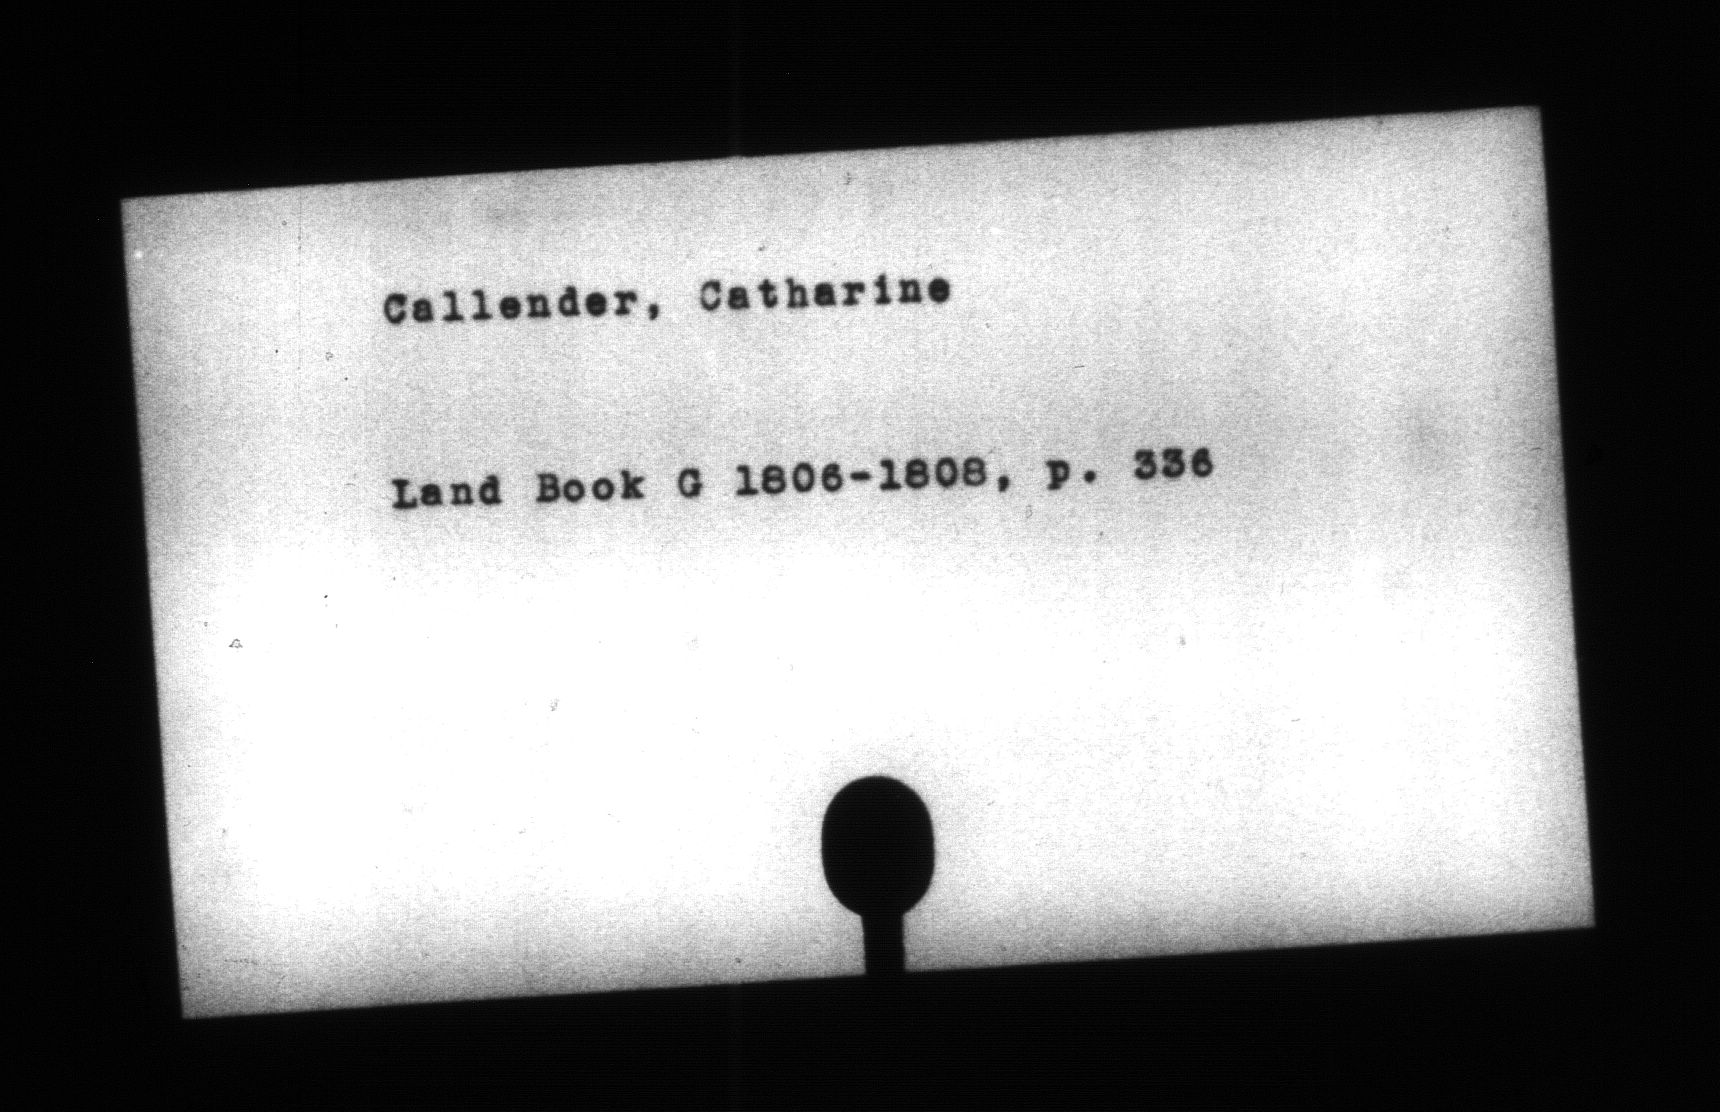 Callender, Catharine
Land Book G 1806-1808, p. 336